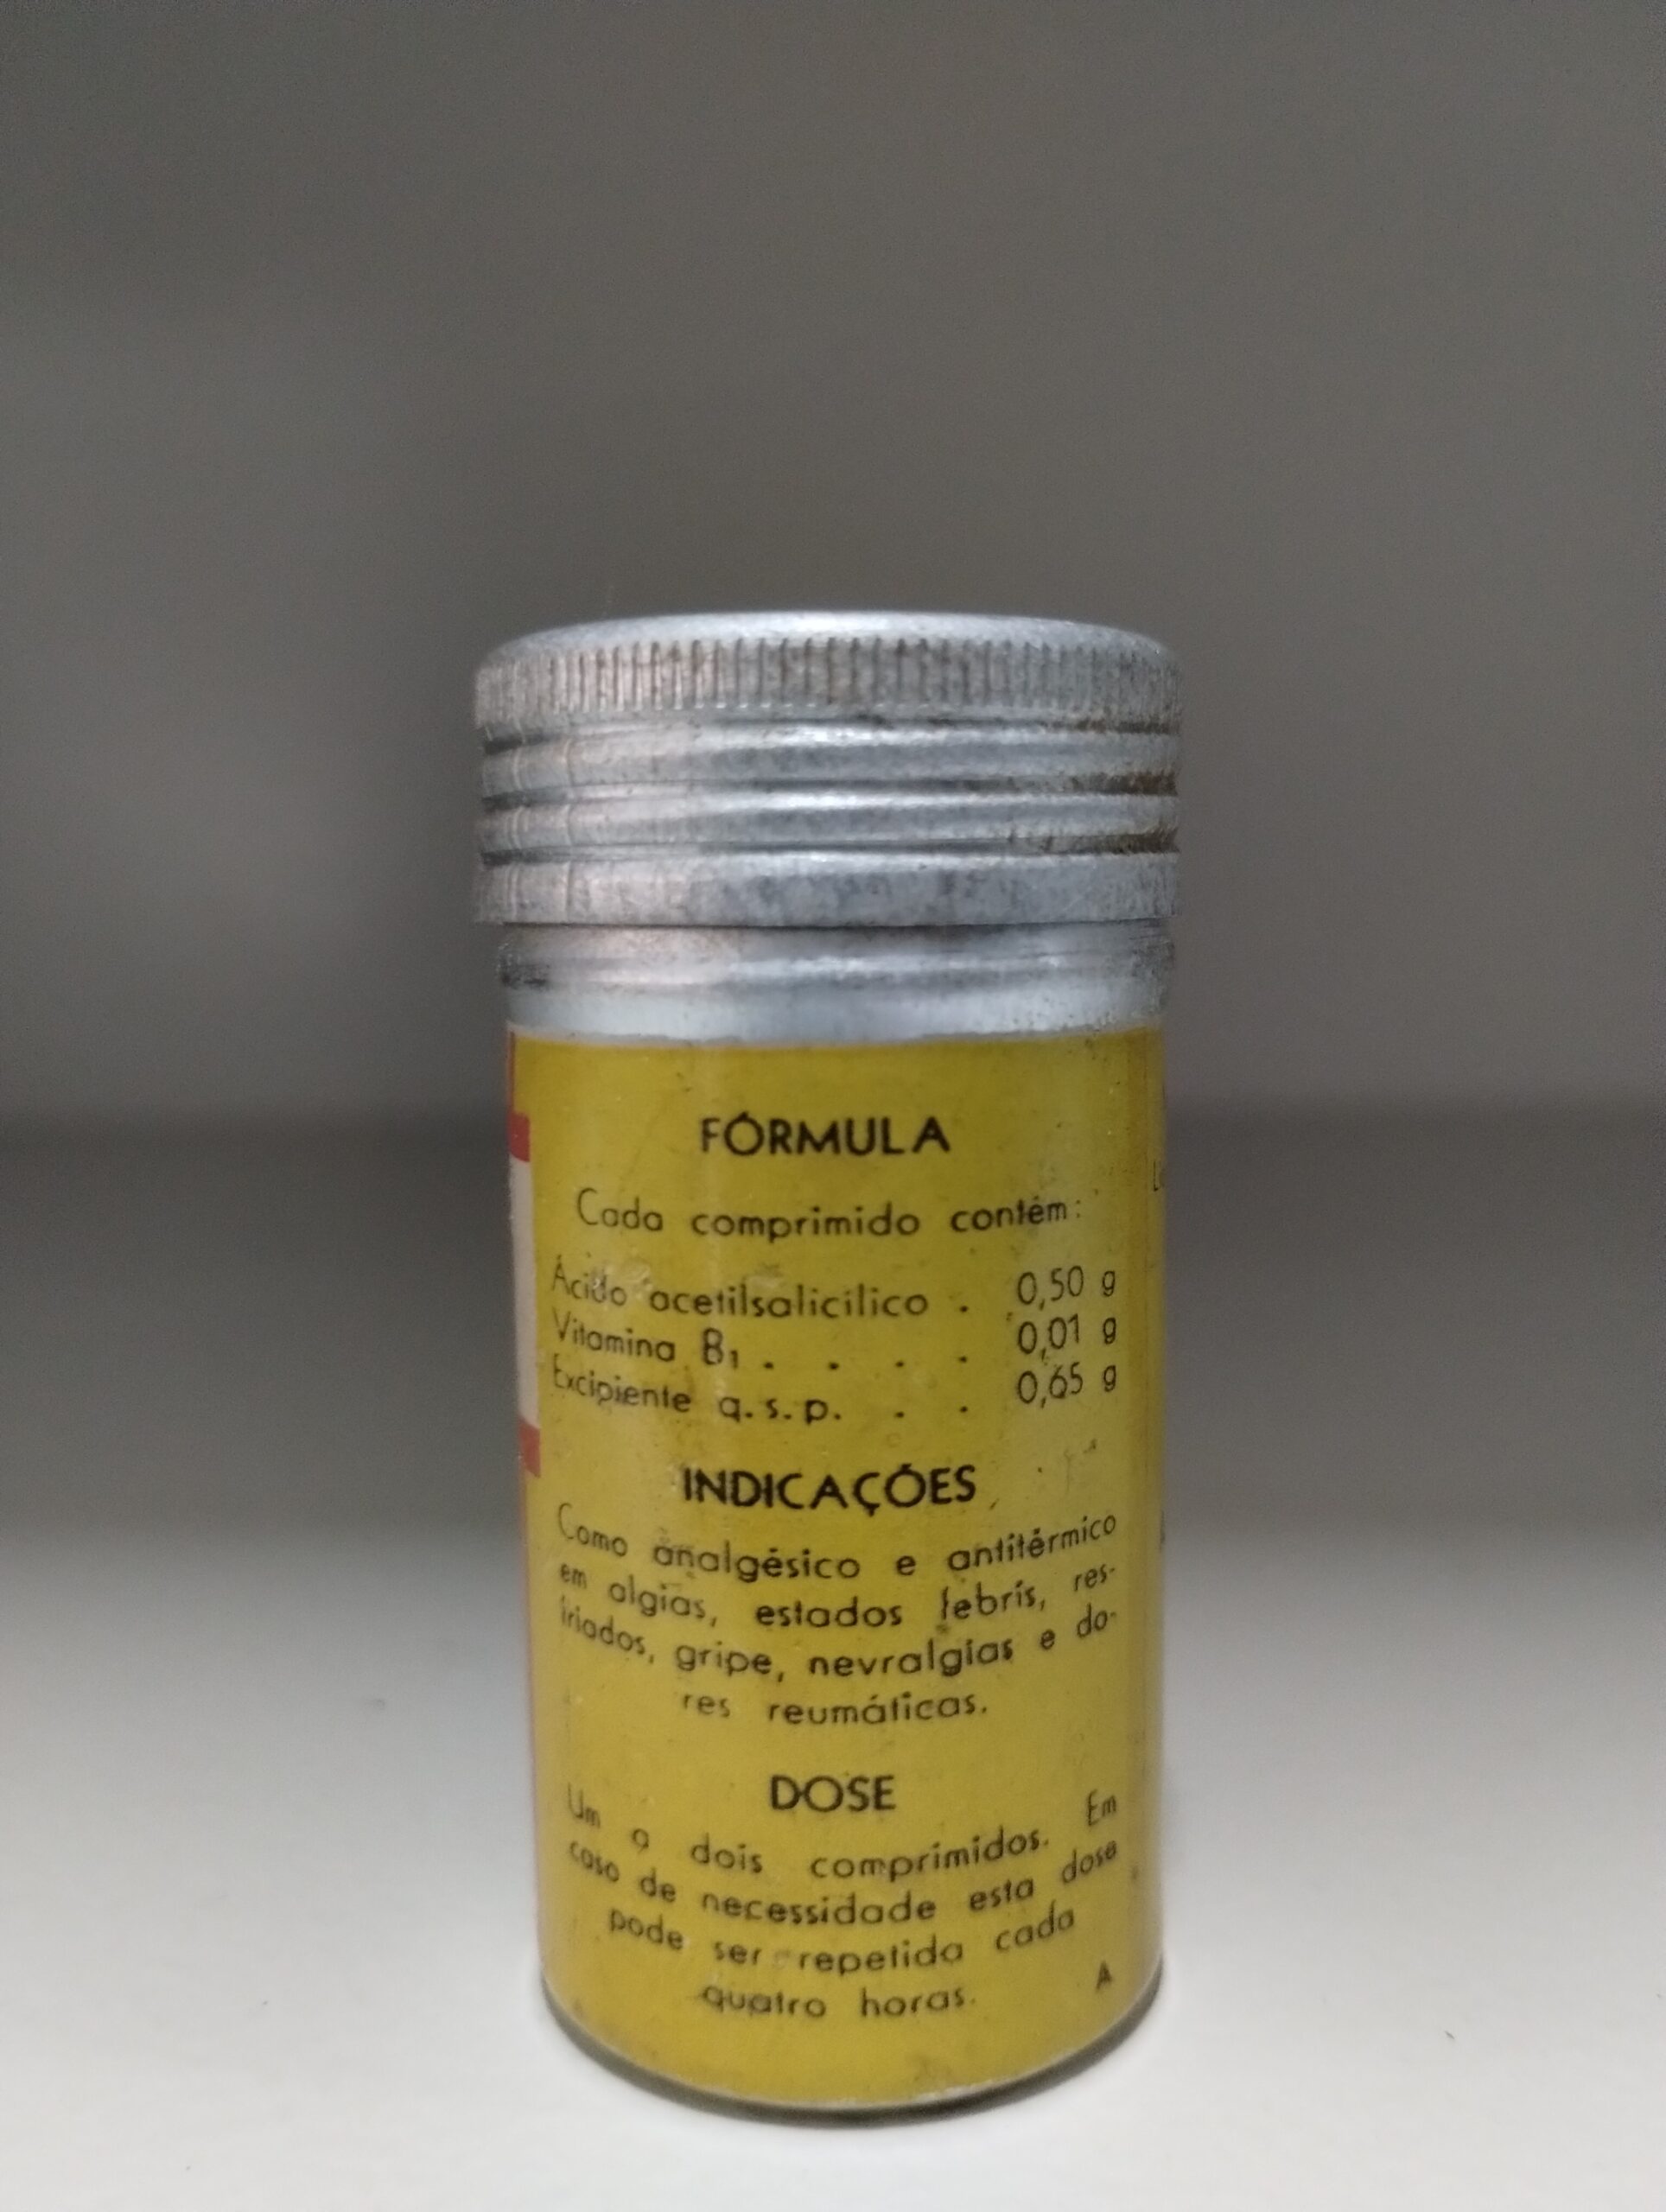 FÓRMULA
Cada comprimido contém:
Ácido acetilsalicílico . 0,50 g
Vitamina B₁ . . . . 0,01 g
Excipiente q.s.p. . . 0,65 g
INDICAÇÕES
Como analgésico e antitérmico
em algias, estados febrís, res-
friados, gripe, nevralgias e do-
res reumáticas.
DOSE
Um a dois comprimidos. Em
caso de necessidade esta dose
pode ser repetida cada
quatro horas.
A